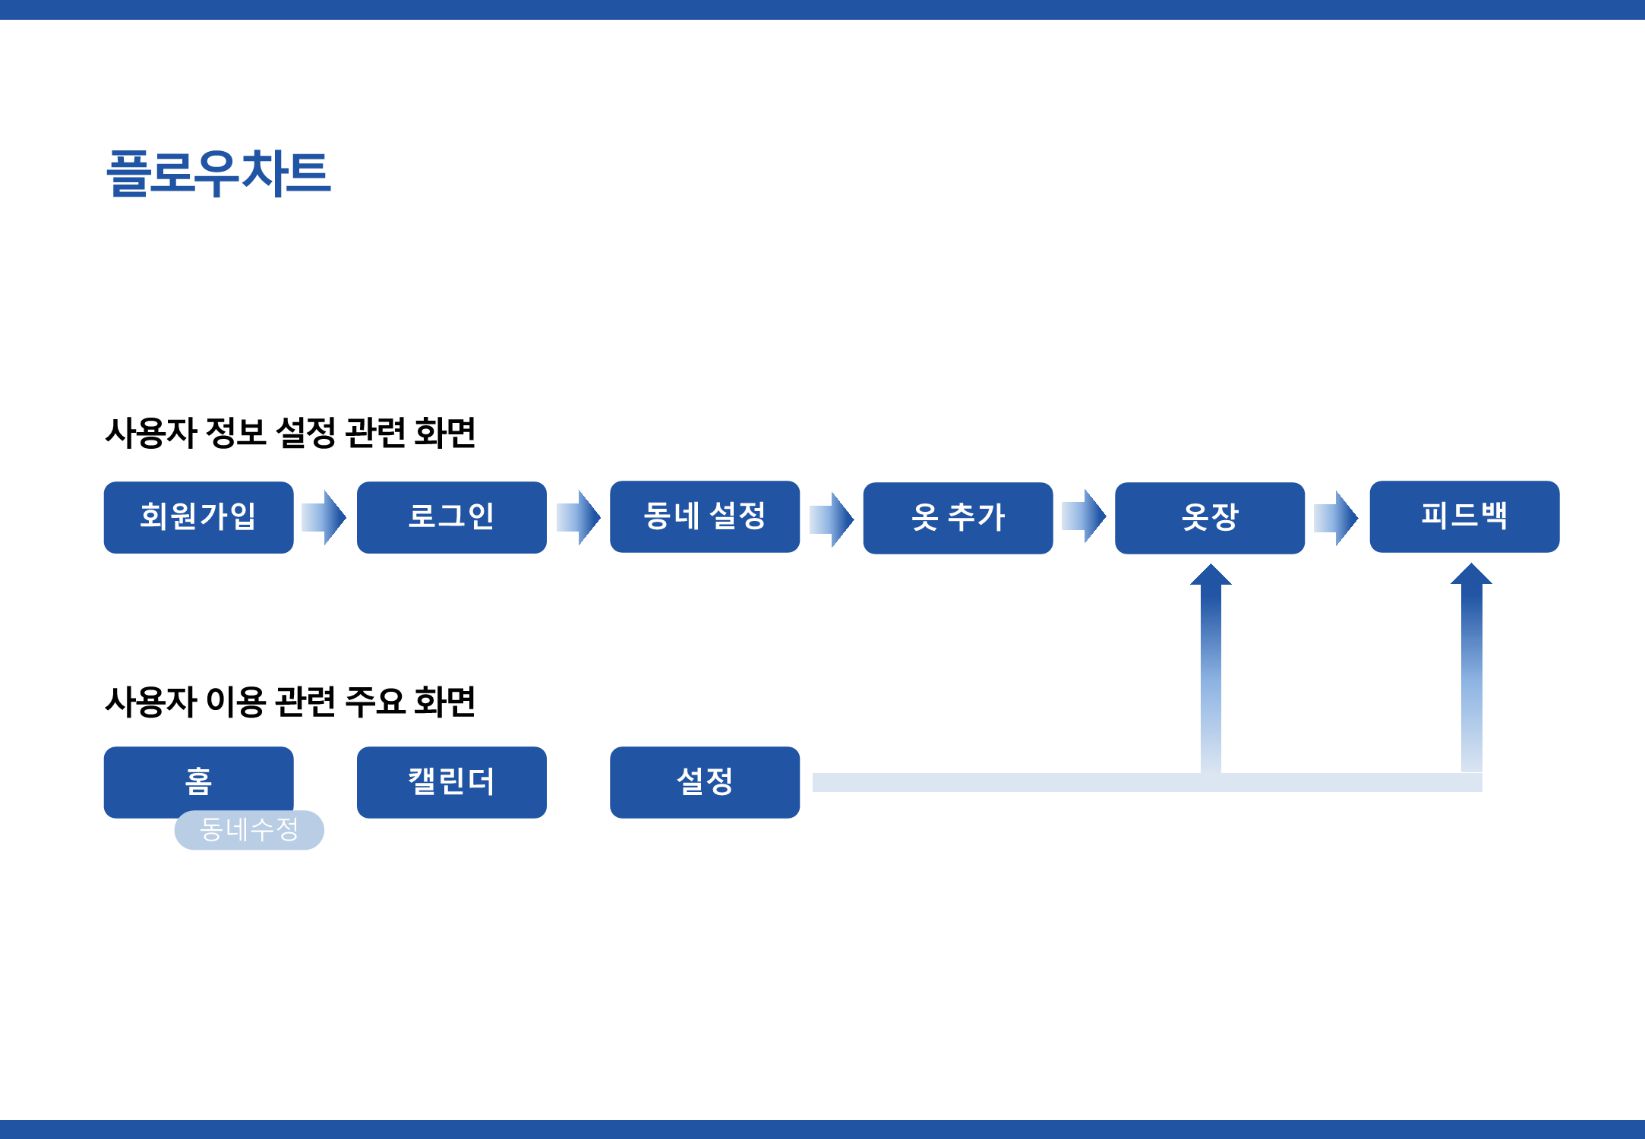 플로우차트
사용자 정보 설정 관련 화면
회원가입
로그인
동네 설정
옷 추가
옷장
피드백
사용자 이용 관련 주요 화면
홈
캘린더
설정
동네수정